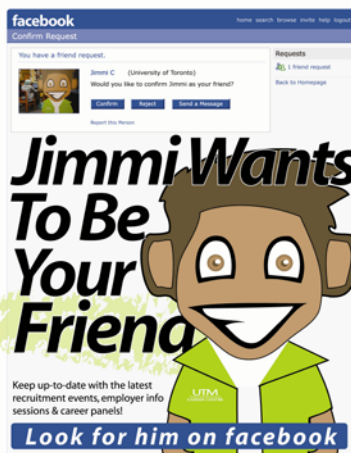 facebook
home search browse invite help logout
Confirm Request
You have a friend request.
Requests
1 friend request
Back to Homepage
Jimmi C (University of Toronto)
Would you like to confirm Jimmi as your friend?
Confirm Reject Send a Message
Report this Person
Jimmi Wants
To Be
Your
Friend
Keep up-to-date with the latest
recruitment events, employer info
sessions & career panels!
UTM
CAREER CENTRE
Look for him on facebook